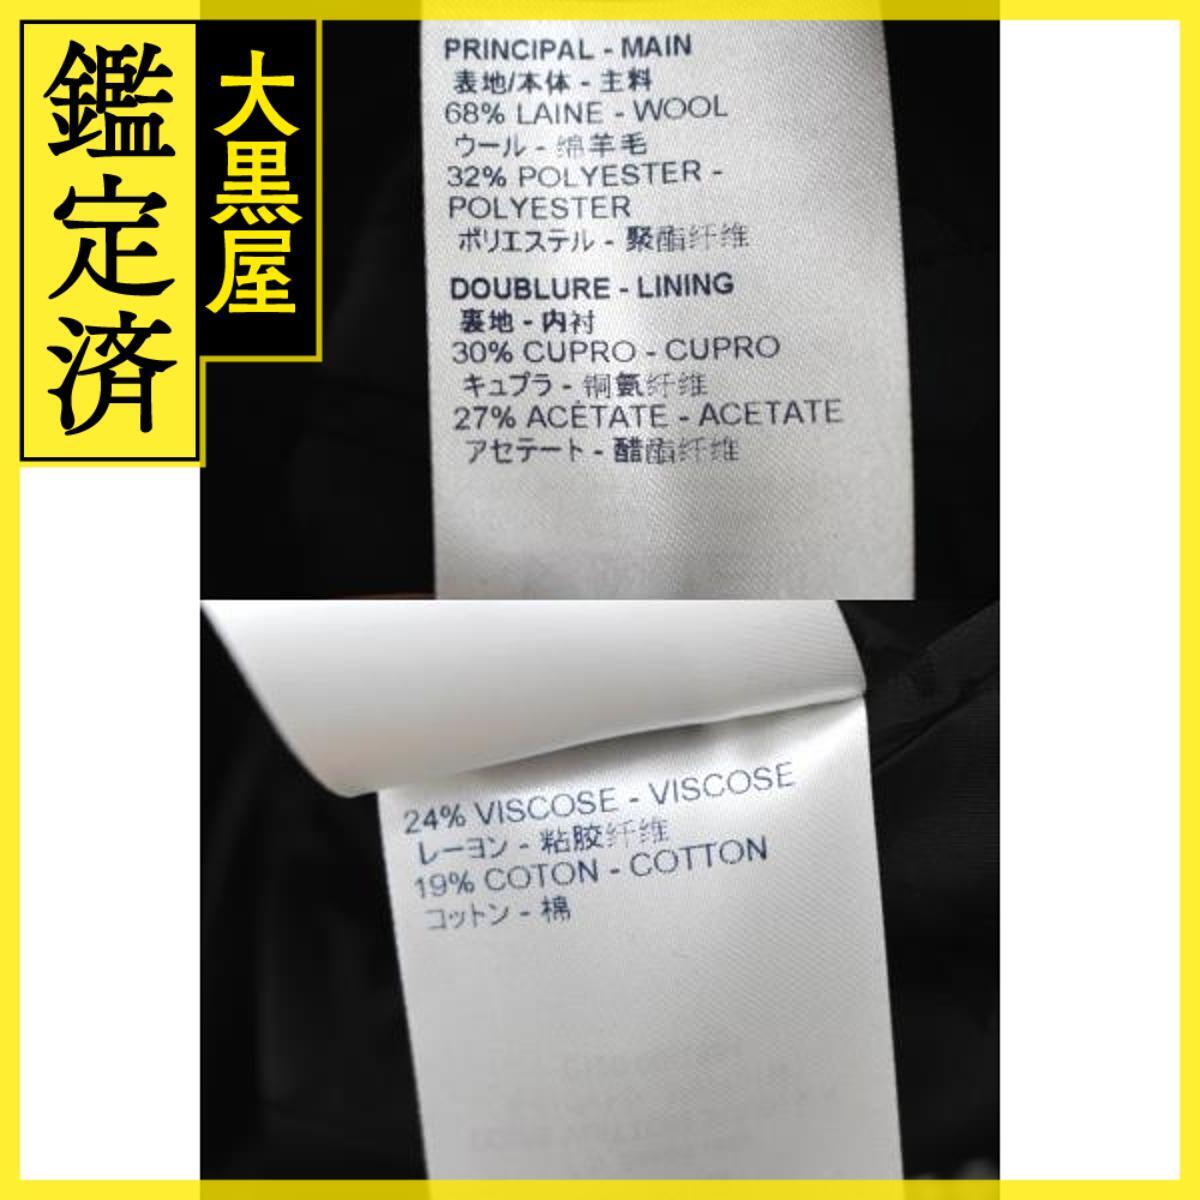 鑑定済
大黒屋
PRINCIPAL - MAIN
表地/本体 - 主料
68% LAINE - WOOL
ウール - 绵羊毛
32% POLYESTER -
POLYESTER
ポリエステル - 聚酯纤维
DOUBLURE - LINING
裏地 - 内衬
30% CUPRO - CUPRO
キュプラ - 铜氨纤维
27% ACÉTATE - ACETATE
アセテート - 醋酯纤维
24% VISCOSE - VISCOSE
レーヨン - 粘胶纤维
19% COTON - COTTON
コットン - 棉